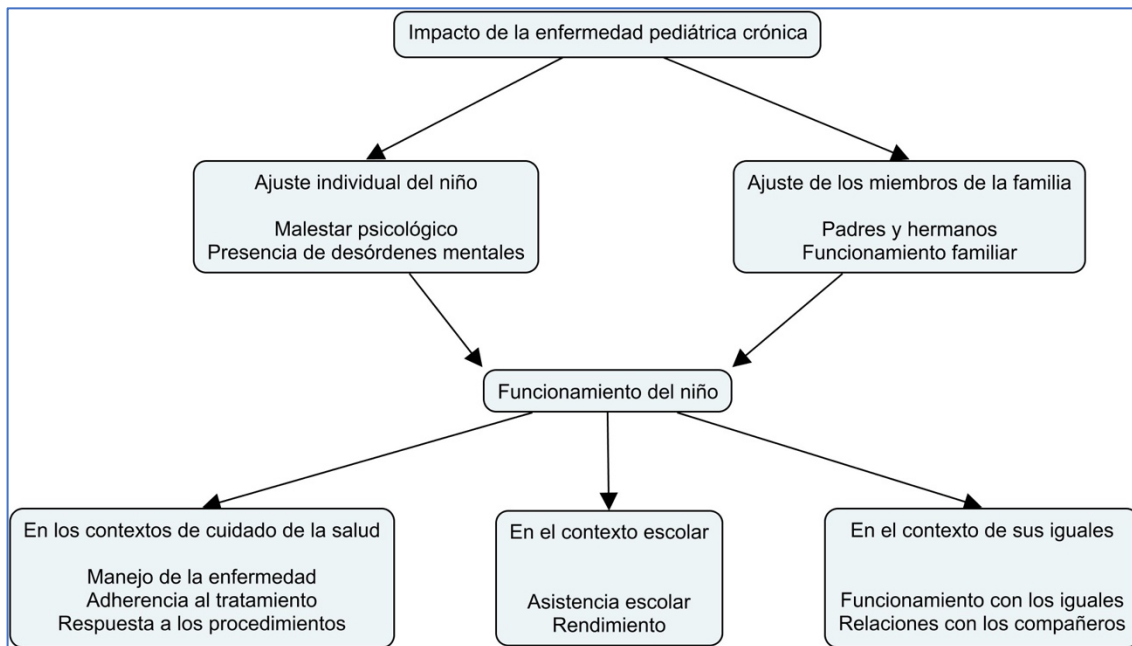 Impacto de la enfermedad pediátrica crónica
Ajuste individual del niño
Malestar psicológico
Presencia de desórdenes mentales
Ajuste de los miembros de la familia
Padres y hermanos
Funcionamiento familiar
Funcionamiento del niño
En los contextos de cuidado de la salud
Manejo de la enfermedad
Adherencia al tratamiento
Respuesta a los procedimientos
En el contexto escolar
Asistencia escolar
Rendimiento
En el contexto de sus iguales
Funcionamiento con los iguales
Relaciones con los compañeros